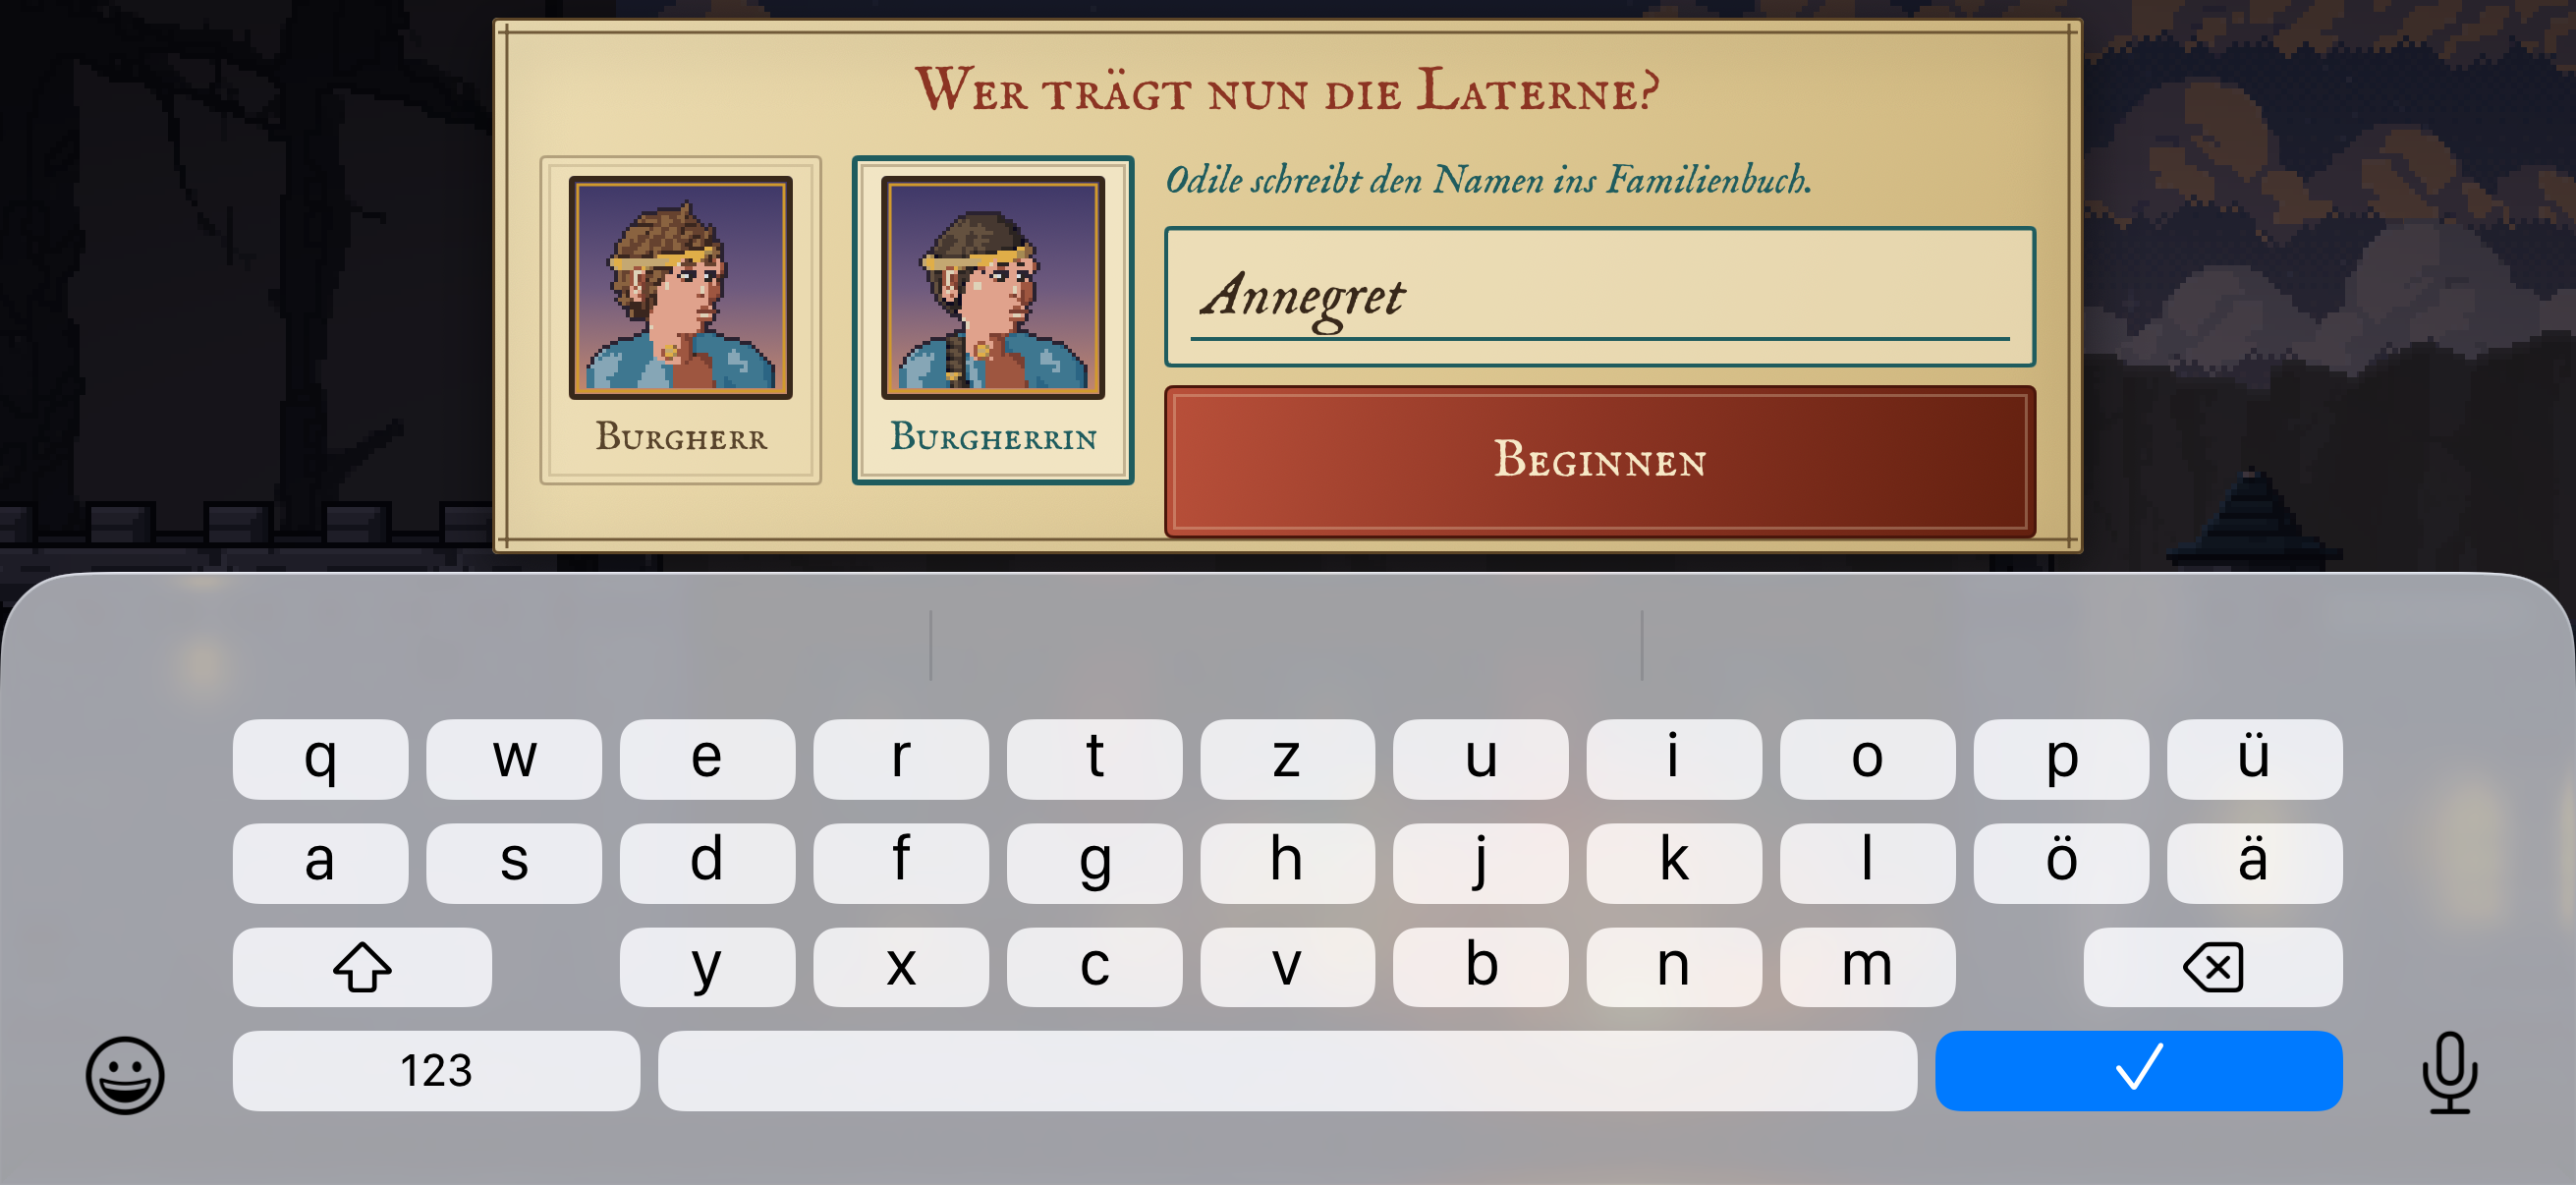 Wer trägt nun die Laterne?
Burgherr
Burgherrin
Odile schreibt den Namen ins Familienbuch.
Annegret
Beginnen
q w e r t z u i o p ü
a s d f g h j k l ö ä
y x c v b n m
123